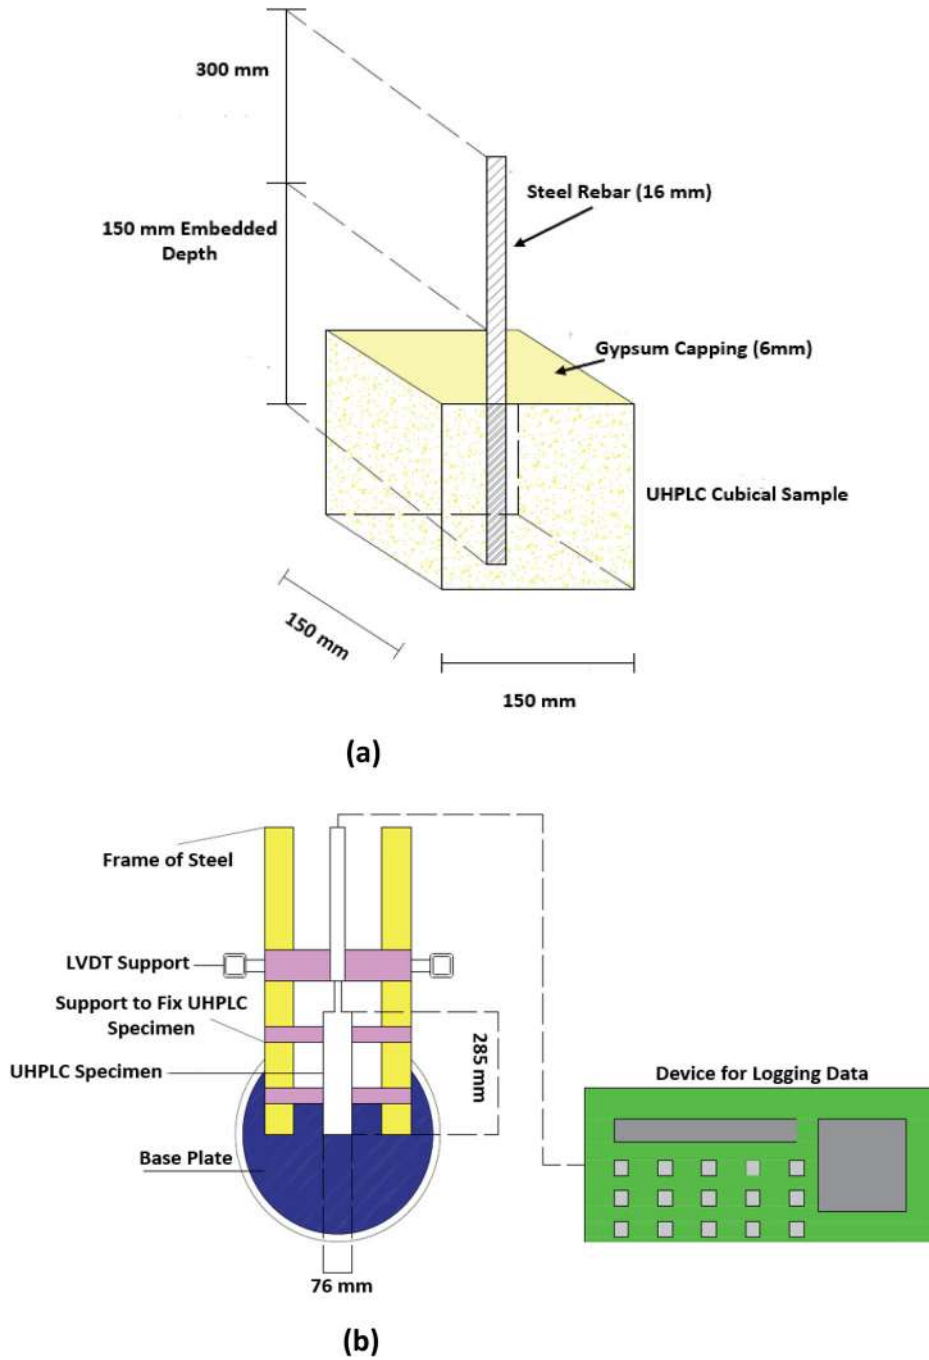 300 mm
Steel Rebar (16 mm)
150 mm Embedded
Depth
Gypsum Capping (6mm)
UHPLC Cubical Sample
150 mm
150 mm
(a)
Frame of Steel
LVDT Support
Support to Fix UHPLC
Specimen
285 mm
UHPLC Specimen
Device for Logging Data
Base Plate
76 mm
(b)